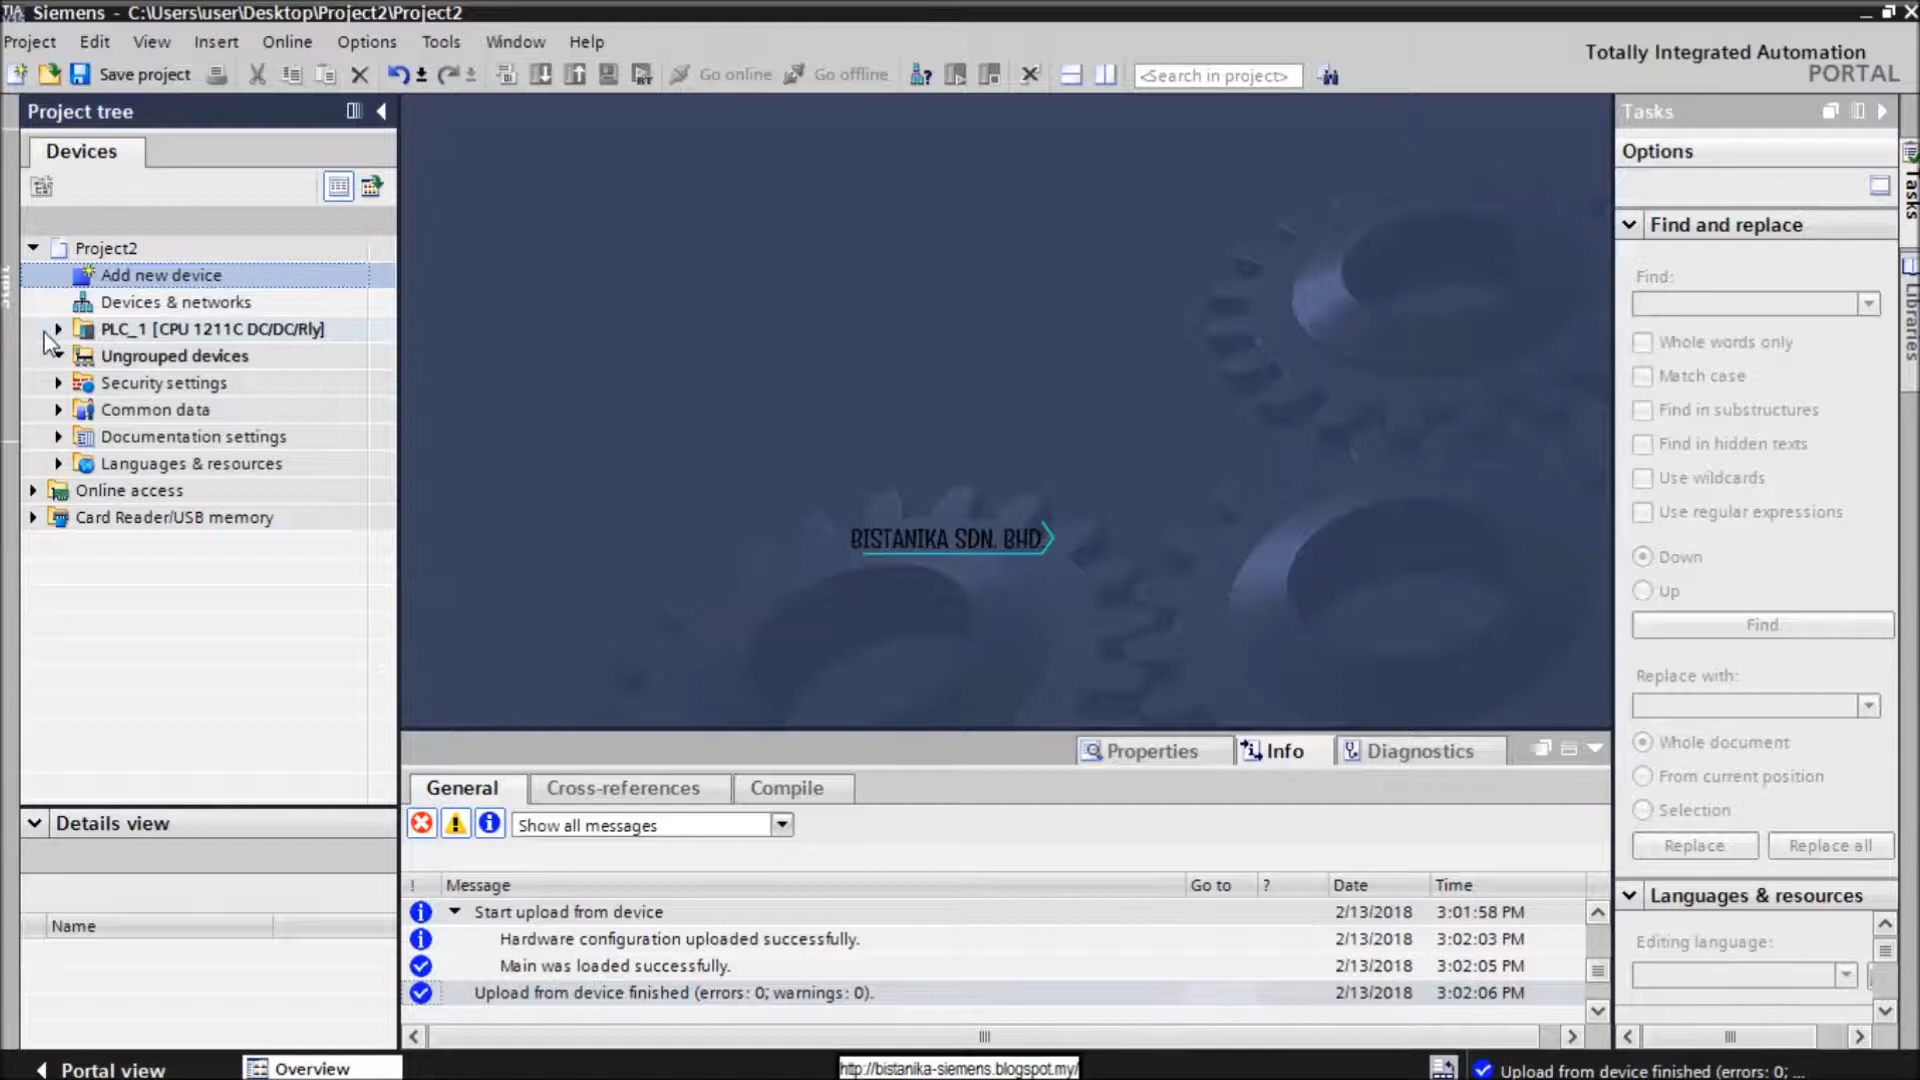 Siemens - C:\Users\user\Desktop\Project2\Project2
Project Edit View Insert Online Options Tools Window Help
Totally Integrated Automation
PORTAL
Save project Go online Go offline <Search in project>
Project tree
Devices
Project2
Add new device
Devices & networks
PLC_1 [CPU 1211C DC/DC/Rly]
Ungrouped devices
Security settings
Common data
Documentation settings
Languages & resources
Online access
Card Reader/USB memory
Start
Details view
Name
BISTANIKA SDN. BHD.
Properties Info Diagnostics
General Cross-references Compile
Show all messages
! Message Go to ? Date Time
Start upload from device 2/13/2018 3:01:58 PM
Hardware configuration uploaded successfully. 2/13/2018 3:02:03 PM
Main was loaded successfully. 2/13/2018 3:02:05 PM
Upload from device finished (errors: 0; warnings: 0). 2/13/2018 3:02:06 PM
Tasks
Options
Find and replace
Find:
Whole words only
Match case
Find in substructures
Find in hidden texts
Use wildcards
Use regular expressions
Down
Up
Find
Replace with:
Whole document
From current position
Selection
Replace Replace all
Languages & resources
Editing language:
Tasks
Libraries
Portal view Overview
http://bistanika-siemens.blogspot.my/
Upload from device finished (errors: 0; ...